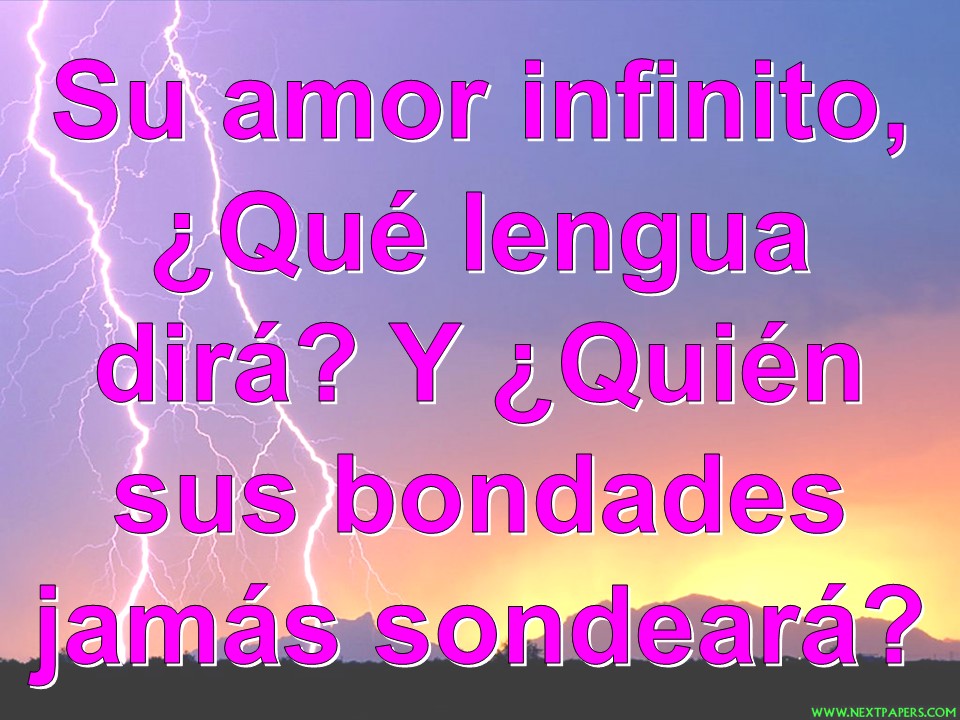 Su amor infinito,
¿Qué lengua
dirá? Y ¿Quién
sus bondades
jamás sondeará?
WWW.NEXTPAPERS.COM